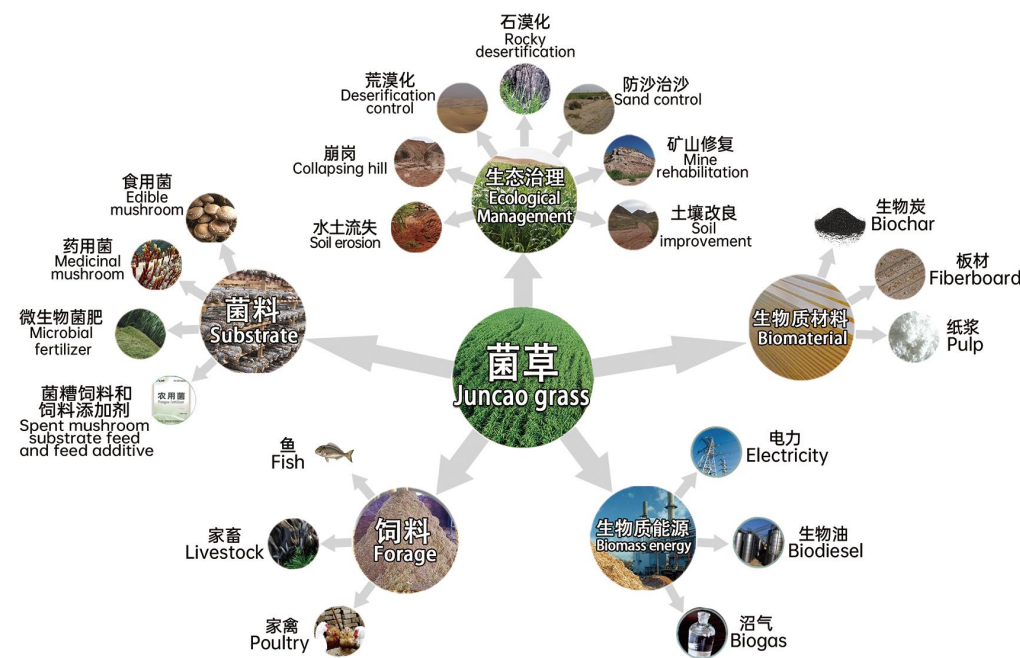 石漠化
Rocky
desertification
荒漠化
Deserification
control
防沙治沙
Sand control
崩岗
Collapsing hill
矿山修复
Mine
rehabilitation
水土流失
Soil erosion
土壤改良
Soil
improvement
生态治理
Ecological
Management
食用菌
Edible
mushroom
药用菌
Medicinal
mushroom
微生物菌肥
Microbial
fertilizer
菌糟饲料和
饲料添加剂
Spent mushroom
substrate feed
and feed additive
农用菌
菌料
Substrate
生物炭
Biochar
板材
Fiberboard
纸浆
Pulp
生物质材料
Biomaterial
菌草
Juncao grass
鱼
Fish
家畜
Livestock
家禽
Poultry
饲料
Forage
电力
Electricity
生物油
Biodiesel
沼气
Biogas
生物质能源
Biomass energy